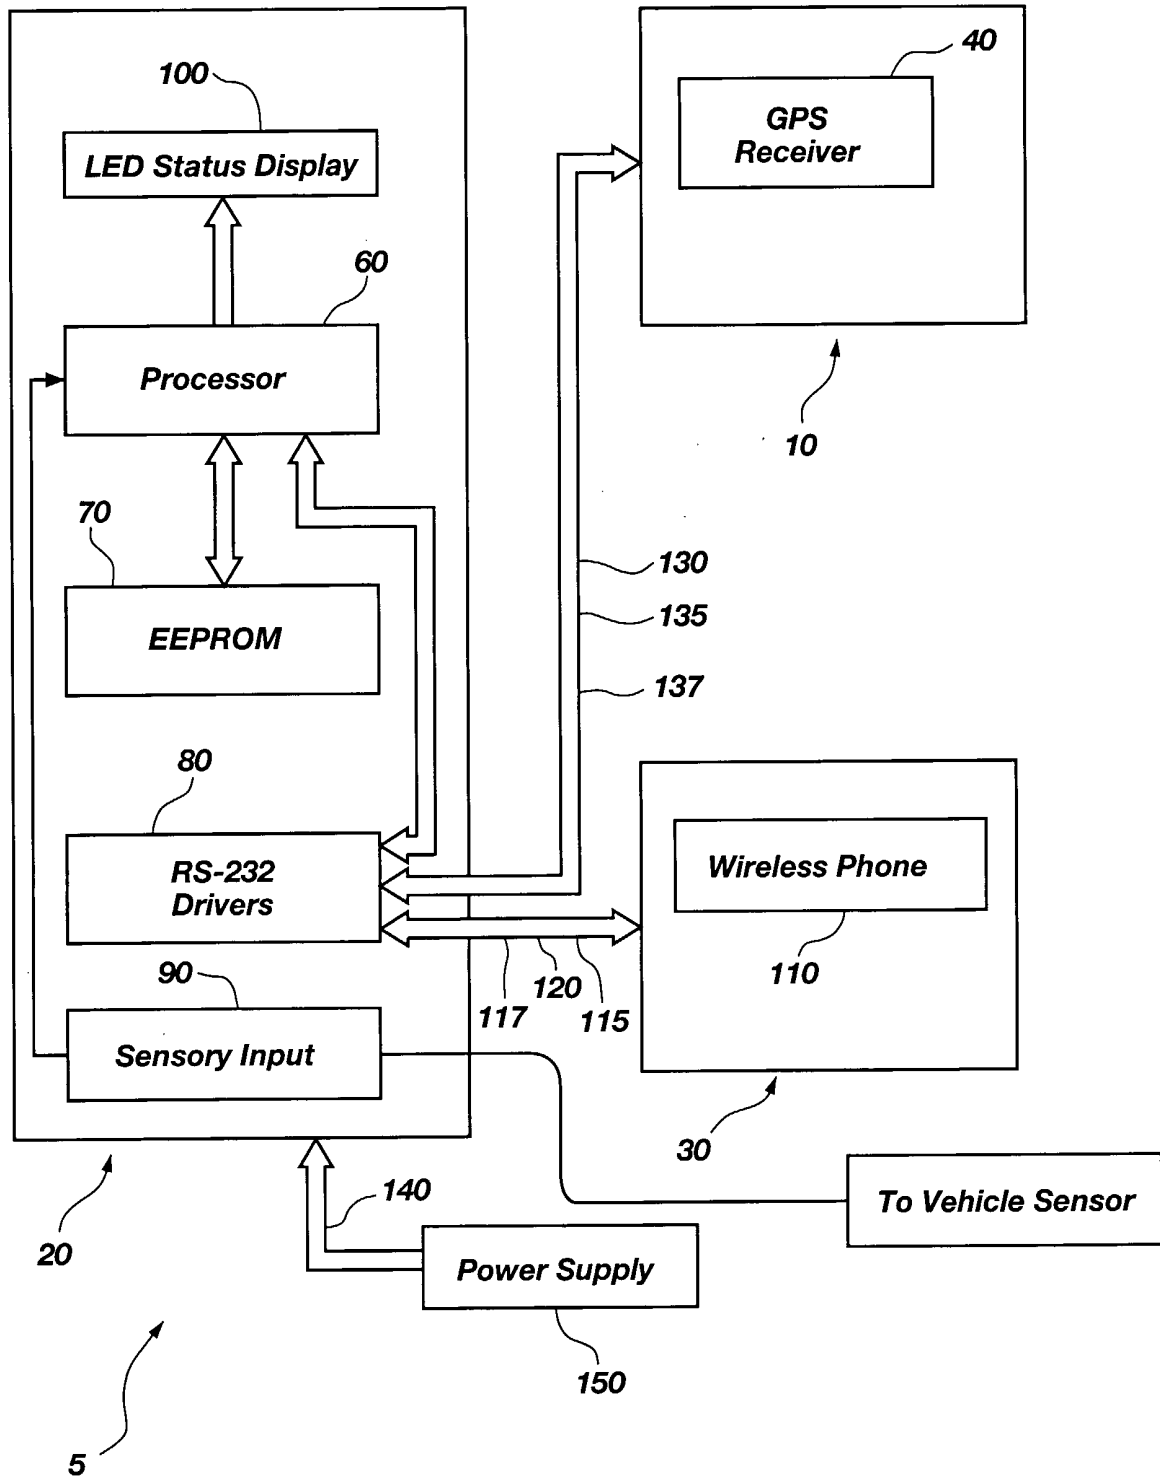 40
100
GPS
Receiver
LED Status Display
60
Processor
10
70
130
135
EEPROM
137
80
RS-232
Drivers
Wireless Phone
90
110
120
117
115
Sensory Input
30
140
To Vehicle Sensor
20
Power Supply
150
5